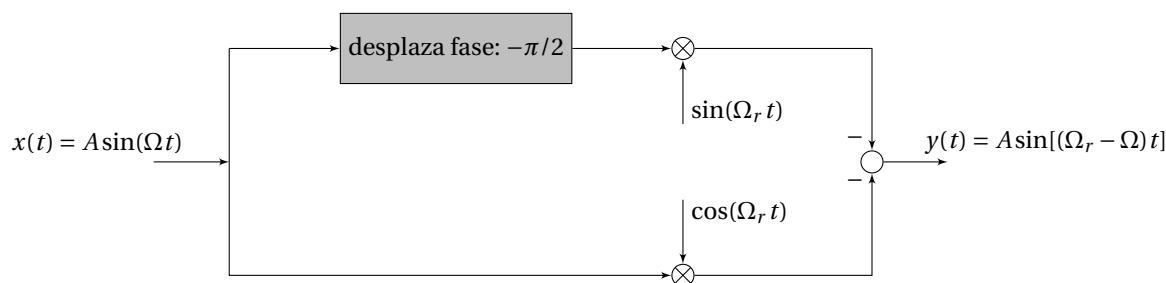 desplaza fase: −π/2
sin(Ω_r t)
x(t) = A sin(Ωt)
−
y(t) = A sin[(Ω_r − Ω)t]
−
cos(Ω_r t)